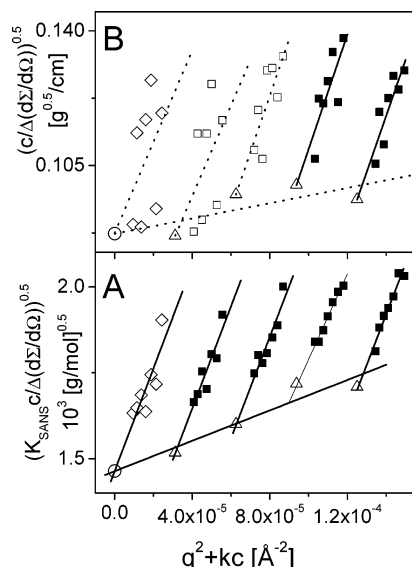 B
(c/Δ(dΣ/dΩ))^0.5
[g^0.5/cm]
0.140
0.105
A
(K_SANS c/Δ(dΣ/dΩ))^0.5
10^3 [g/mol]^0.5
2.0
1.5
0.0 4.0x10^-5 8.0x10^-5 1.2x10^-4
q^2+kc [Å^-2]